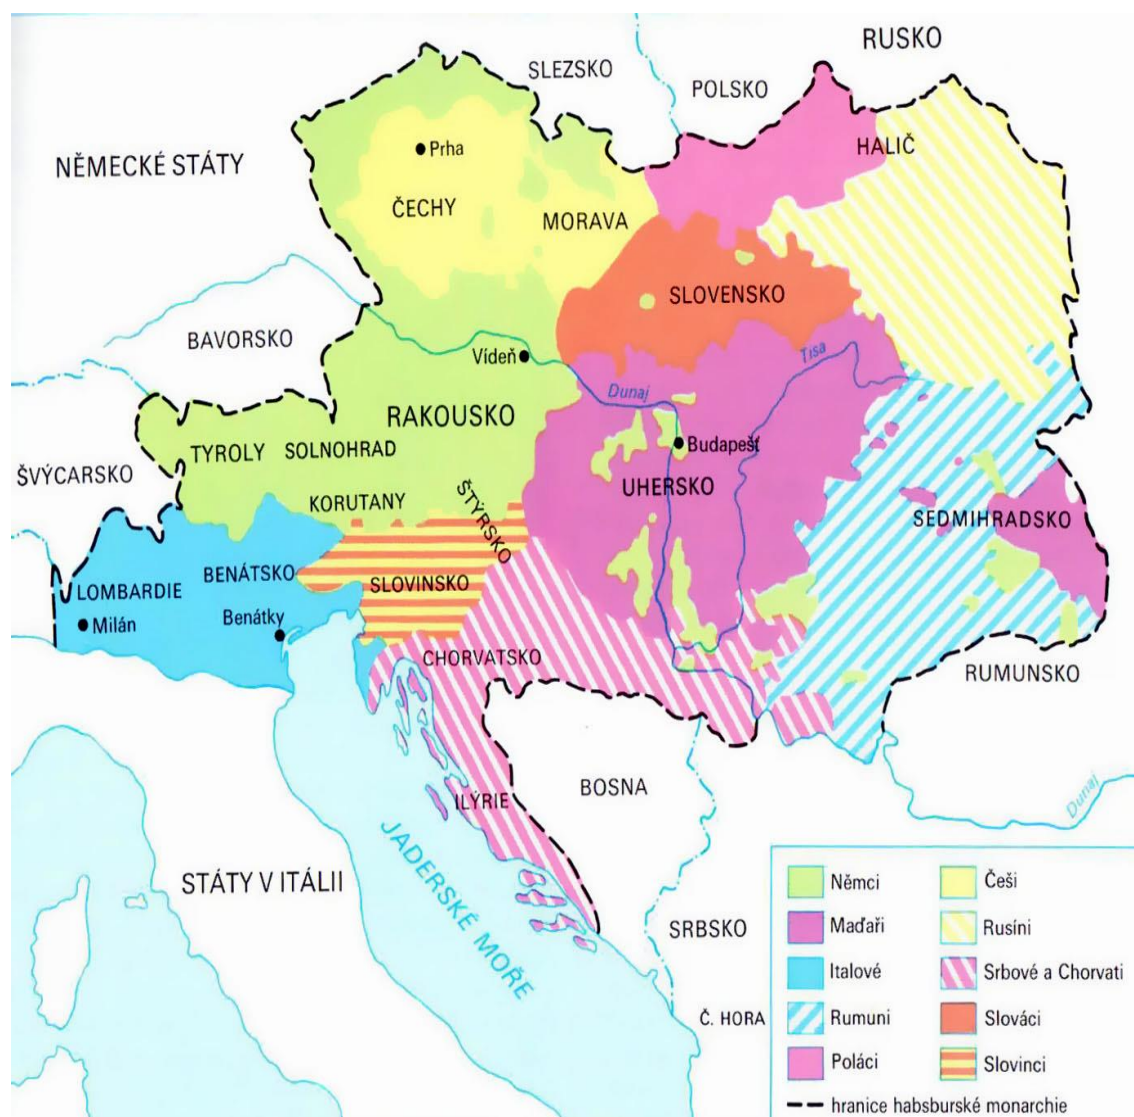 RUSKO
SLEZSKO
POLSKO
NĚMECKÉ STÁTY
Prha
HALIČ
ČECHY
MORAVA
SLOVENSKO
BAVORSKO
Vídeň
Tisa
Dunaj
RAKOUSKO
TYROLY
SOLNOHRAD
Budapešť
ŠVÝCARSKO
UHERSKO
KORUTANY
ŠTÝRSKO
SEDMIHRADSKO
BENÁTSKO
SLOVINSKO
LOMBARDIE
Milán
Benátky
CHORVATSKO
RUMUNSKO
BOSNA
ILÝRIE
Dunaj
JADERSKÉ MOŘE
STÁTY V ITÁLII
SRBSKO
Č. HORA
Němci
Češi
Maďaři
Rusíni
Italové
Srbové a Chorvati
Rumuni
Slováci
Poláci
Slovinci
hranice habsburské monarchie